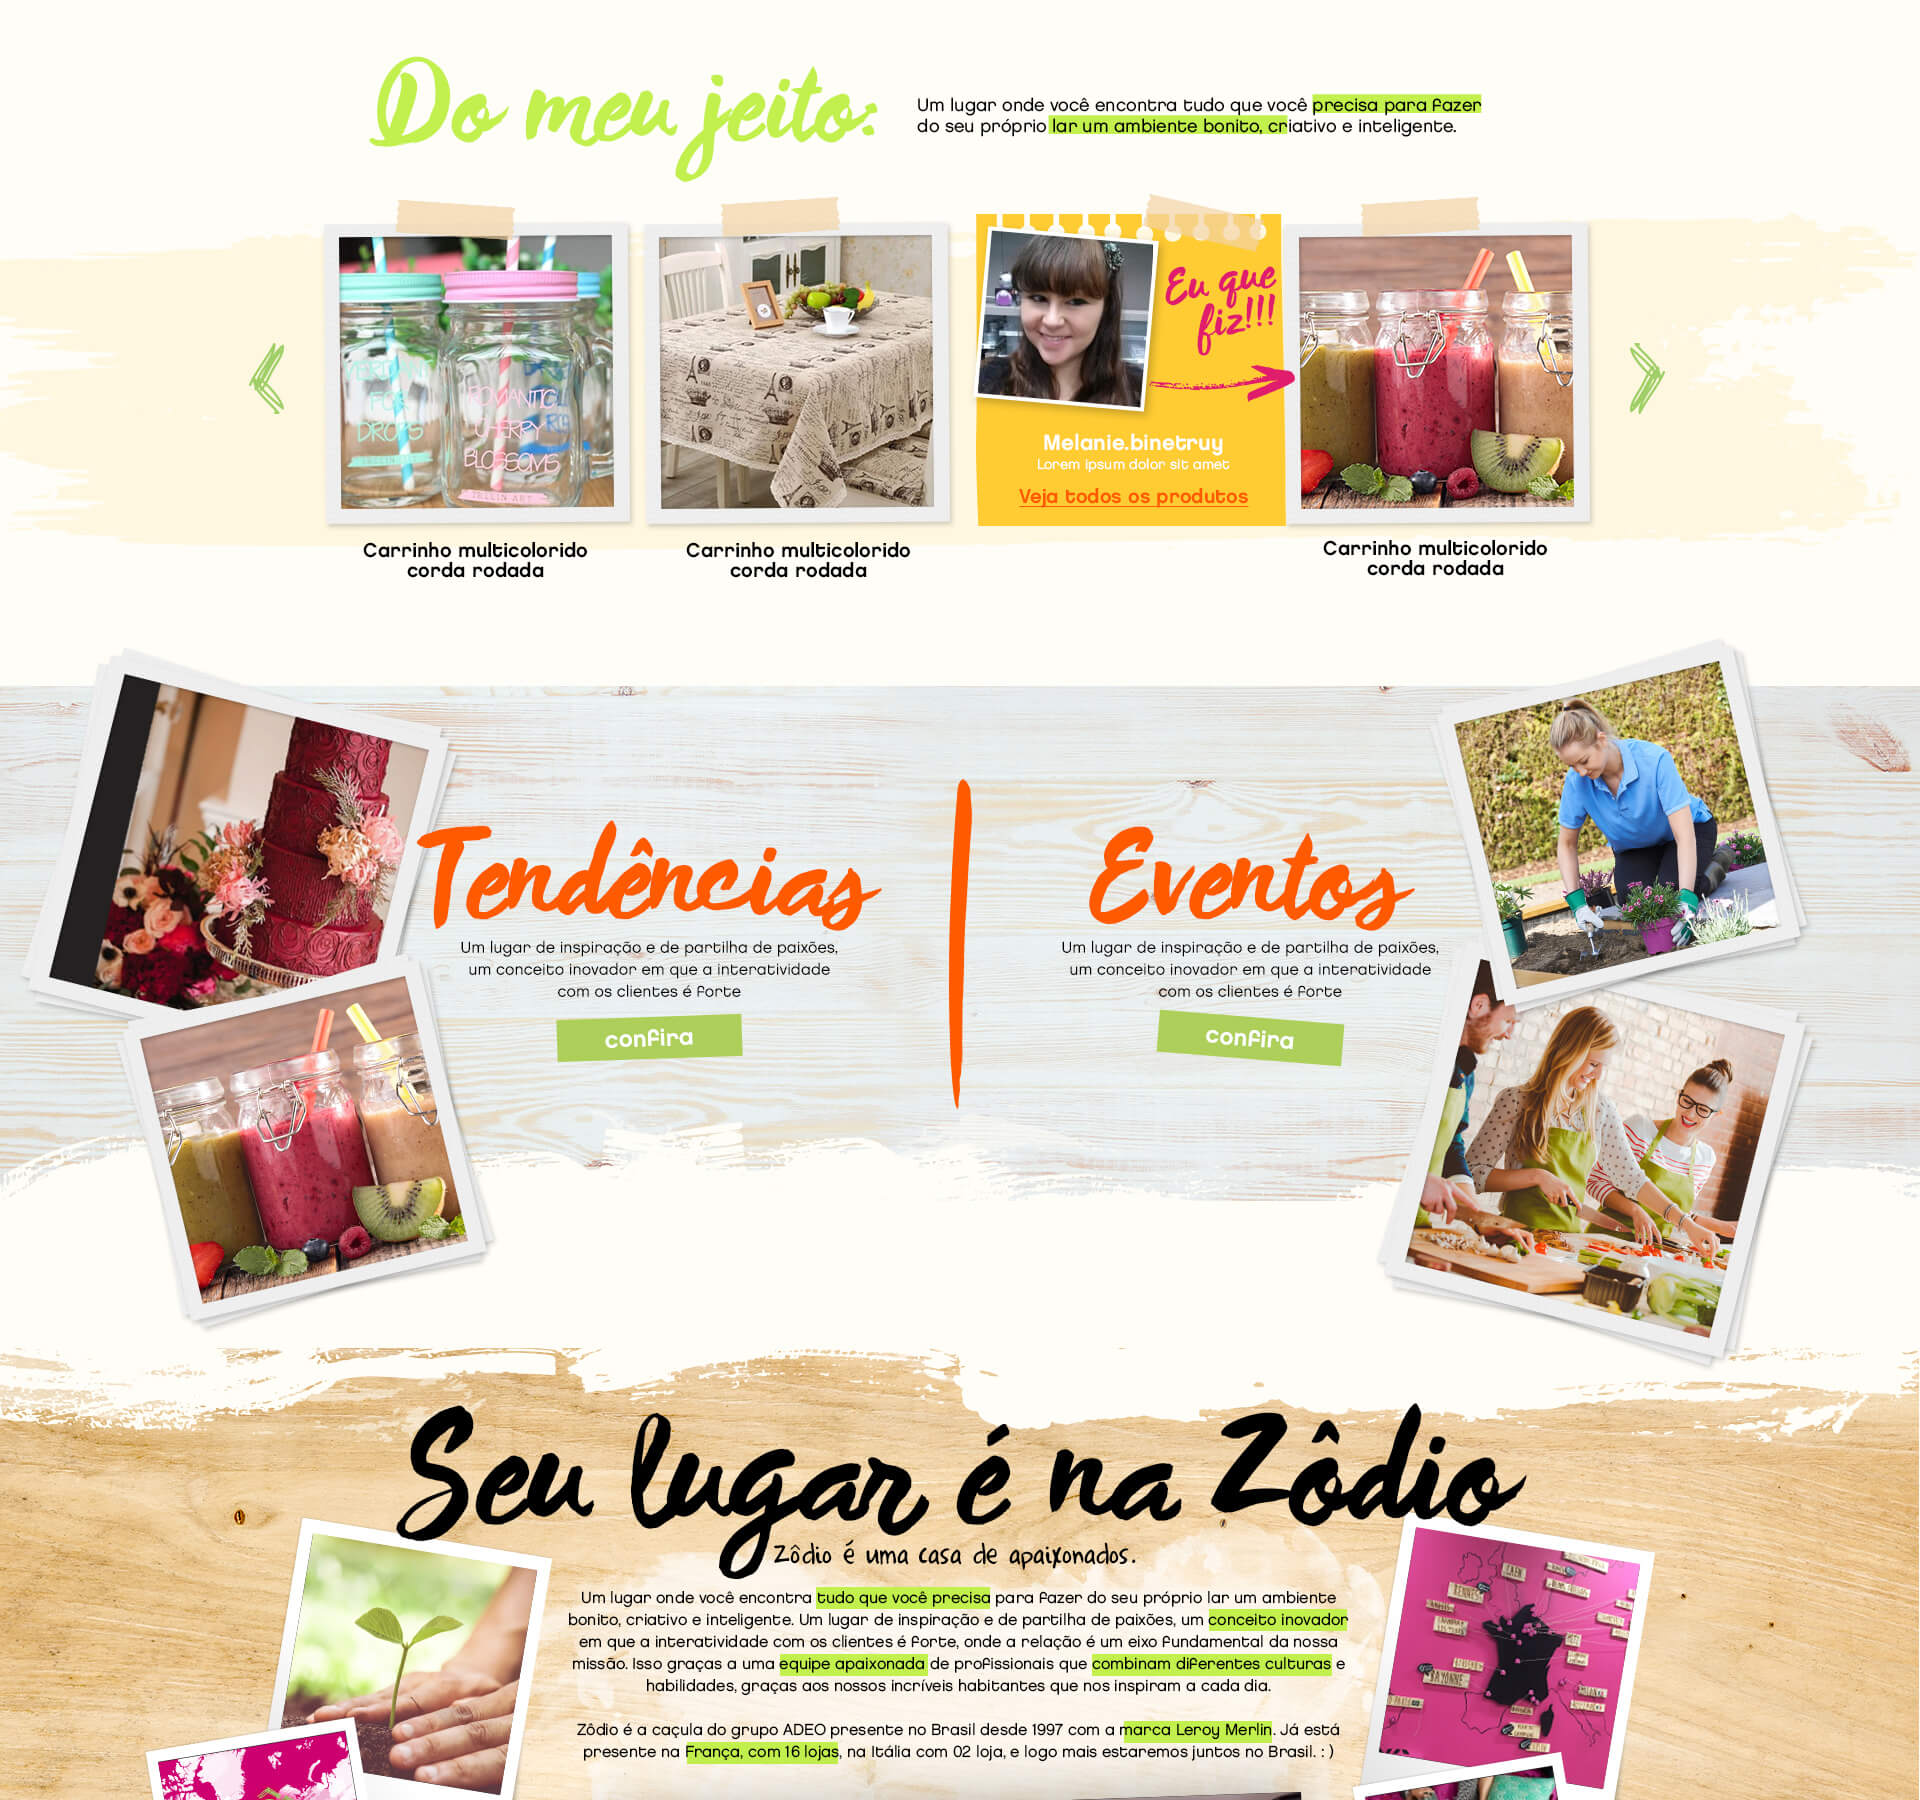 Do meu jeito:
Um lugar onde você encontra tudo que você precisa para fazer
do seu próprio lar um ambiente bonito, criativo e inteligente.
FOR
DROPS
ROMANTIC
CHERRY
BLOSSOMS
Eu que
fiz!!!
Melanie.binetruy
Lorem ipsum dolor sit amet
Veja todos os produtos
Carrinho multicolorido
corda rodada
Carrinho multicolorido
corda rodada
Carrinho multicolorido
corda rodada
Tendências
Um lugar de inspiração e de partilha de paixões,
um conceito inovador em que a interatividade
com os clientes é forte
confira
Eventos
Um lugar de inspiração e de partilha de paixões,
um conceito inovador em que a interatividade
com os clientes é forte
confira
Seu lugar é na Zôdio
Zôdio é uma casa de apaixonados.
Um lugar onde você encontra tudo que você precisa para fazer do seu próprio lar um ambiente
bonito, criativo e inteligente. Um lugar de inspiração e de partilha de paixões, um conceito inovador
em que a interatividade com os clientes é forte, onde a relação é um eixo fundamental da nossa
missão. Isso graças a uma equipe apaixonada de profissionais que combinam diferentes culturas e
habilidades, graças aos nossos incríveis habitantes que nos inspiram a cada dia.
Zôdio é a caçula do grupo ADEO presente no Brasil desde 1997 com a marca Leroy Merlin. Já está
presente na França, com 16 lojas, na Itália com 02 loja, e logo mais estaremos juntos no Brasil. : )